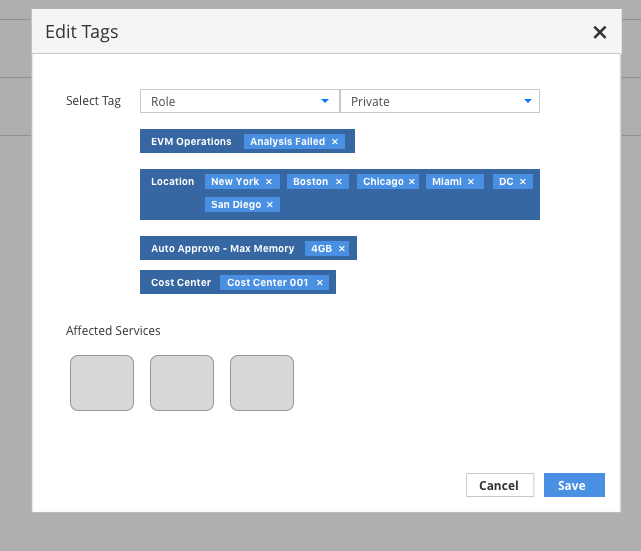 Edit Tags ×
Select Tag Role Private
EVM Operations Analysis Failed ×
Location New York × Boston × Chicago × Miami × DC ×
San Diego ×
Auto Approve – Max Memory 4GB ×
Cost Center Cost Center 001 ×
Affected Services
Cancel Save